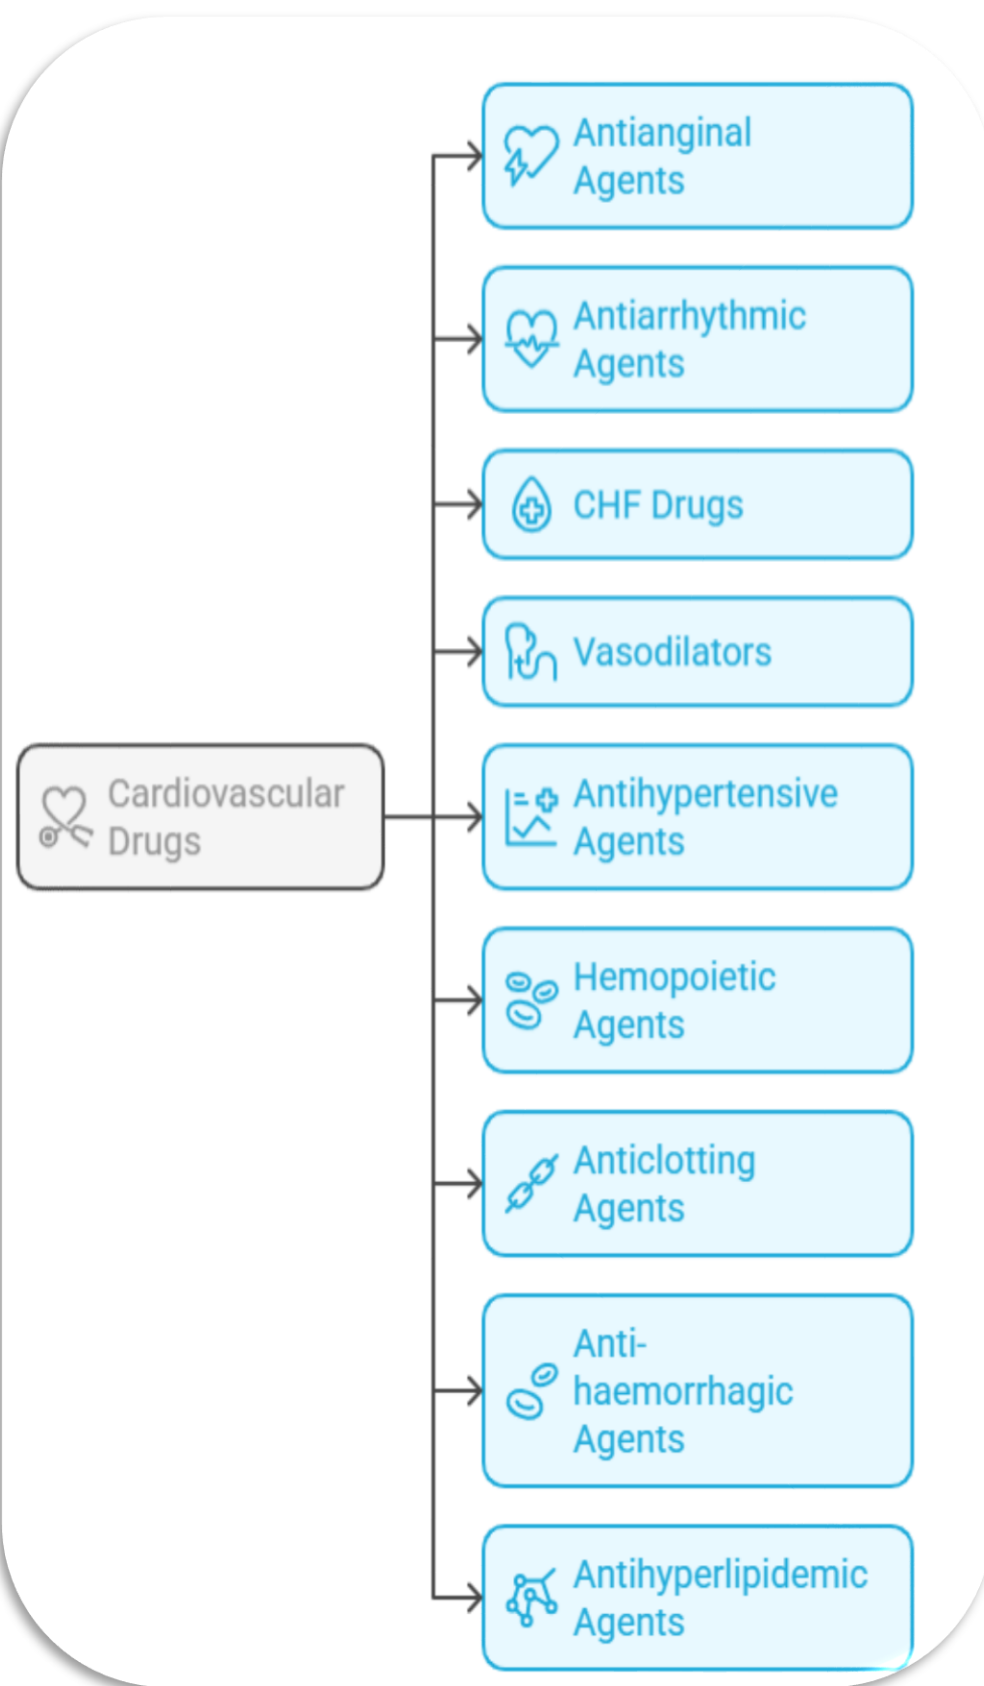 Antianginal
Agents
Antiarrhythmic
Agents
CHF Drugs
Vasodilators
Cardiovascular
Drugs
Antihypertensive
Agents
Hemopoietic
Agents
Anticlotting
Agents
Anti-
haemorrhagic
Agents
Antihyperlipidemic
Agents